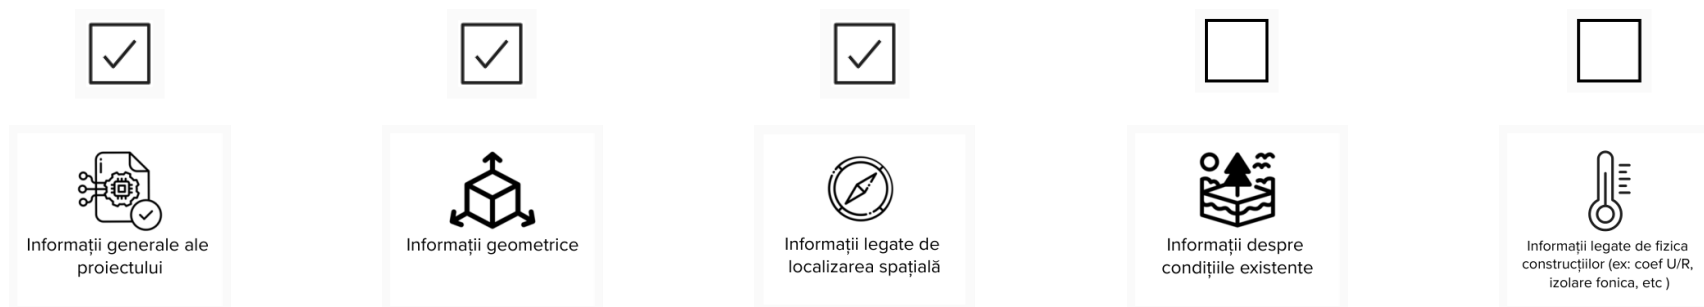 Informații generale ale
proiectului
Informații geometrice
Informații legate de
localizarea spațială
Informații despre
condițiile existente
Informații legate de fizica
construcțiilor (ex: coef U/R,
izolare fonica, etc )